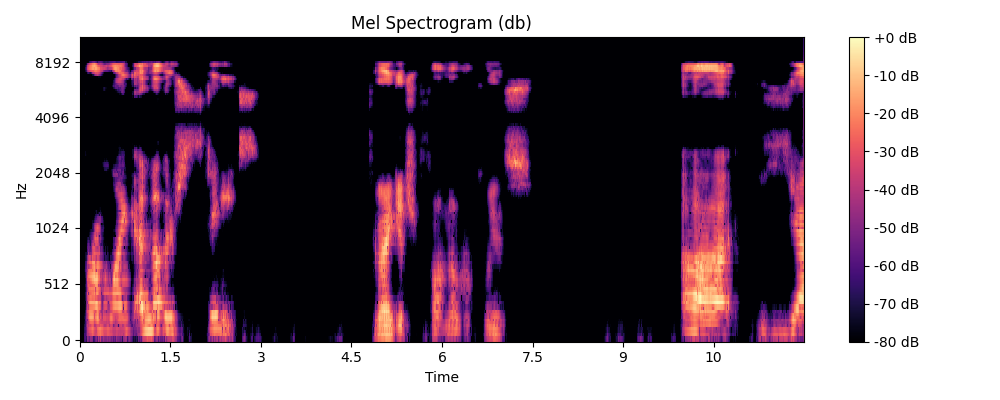 Mel Spectrogram (db)
8192
4096
2048
1024
512
0
Hz
0 1.5 3 4.5 6 7.5 9 10
Time
+0 dB
-10 dB
-20 dB
-30 dB
-40 dB
-50 dB
-60 dB
-70 dB
-80 dB